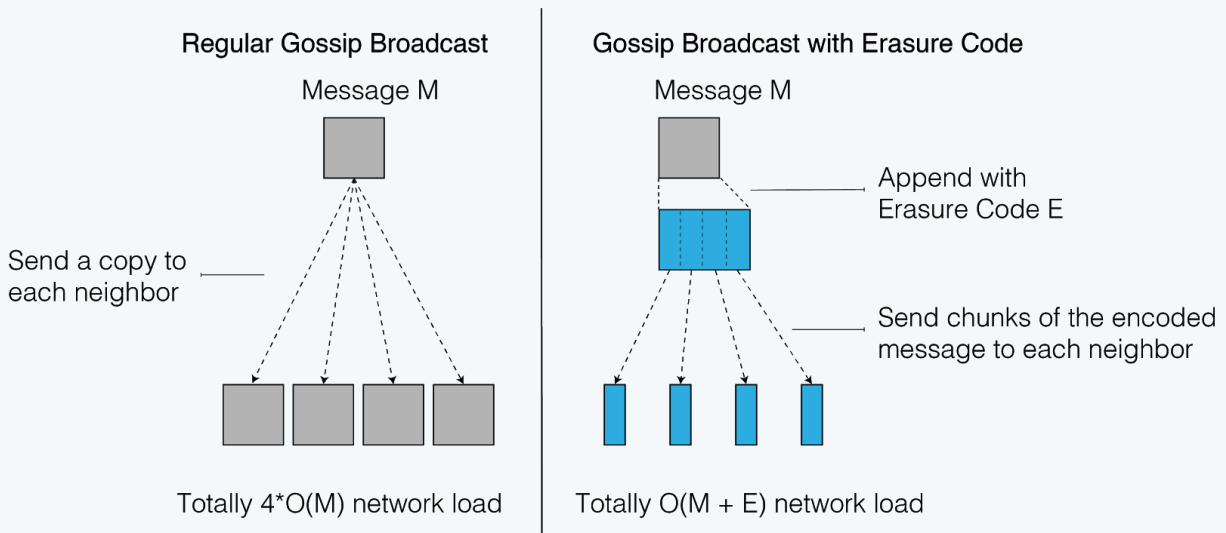 Regular Gossip Broadcast
Message M
Send a copy to
each neighbor
Totally 4*O(M) network load
Gossip Broadcast with Erasure Code
Message M
Append with
Erasure Code E
Send chunks of the encoded
message to each neighbor
Totally O(M + E) network load